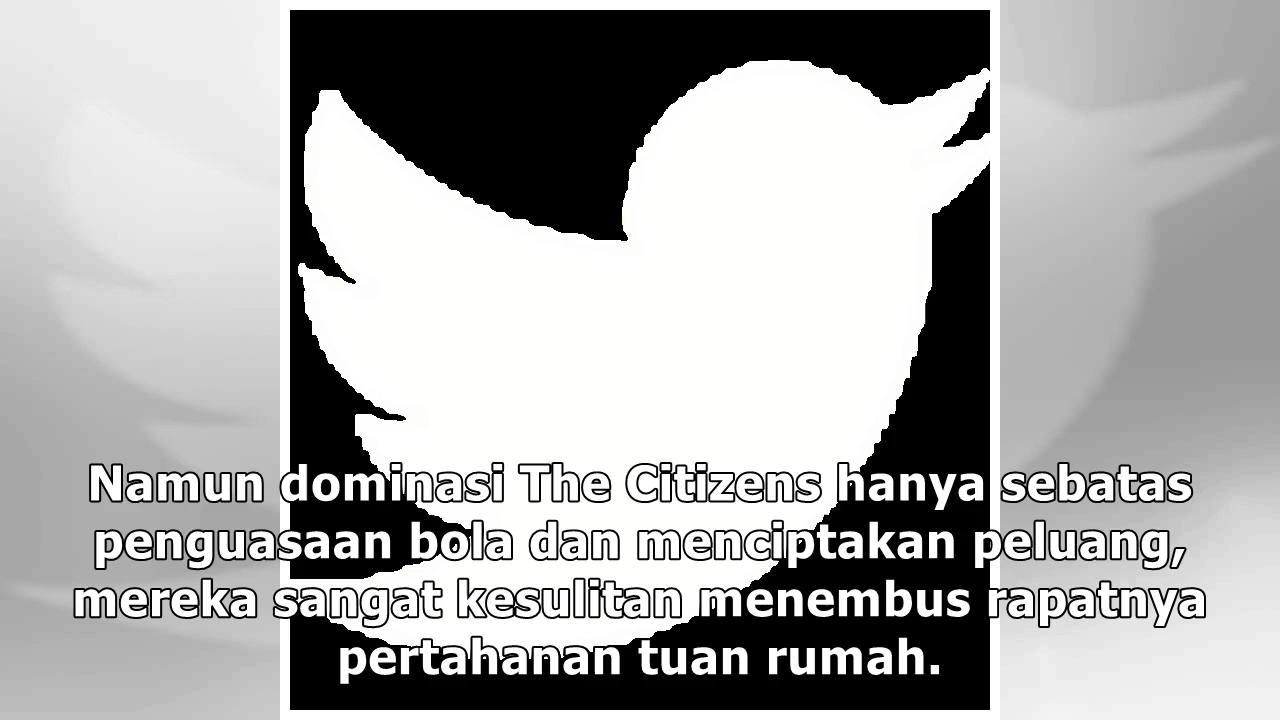 Namun dominasi The Citizens hanya sebatas
penguasaan bola dan menciptakan peluang,
mereka sangat kesulitan menembus rapatnya
pertahanan tuan rumah.